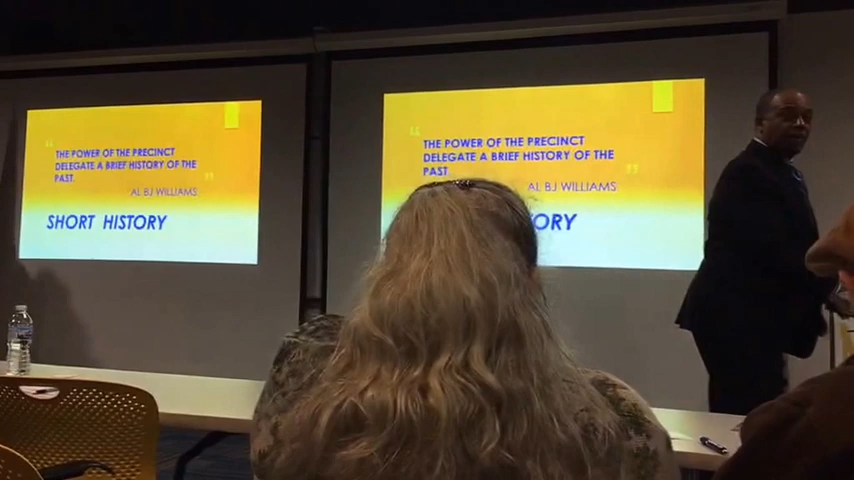 THE POWER OF THE PRECINCT
DELEGATE A BRIEF HISTORY OF THE
PAST.
AL BJ WILLIAMS
SHORT HISTORY
THE POWER OF THE PRECINCT
DELEGATE A BRIEF HISTORY OF THE
PAST
AL BJ WILLIAMS
ORY